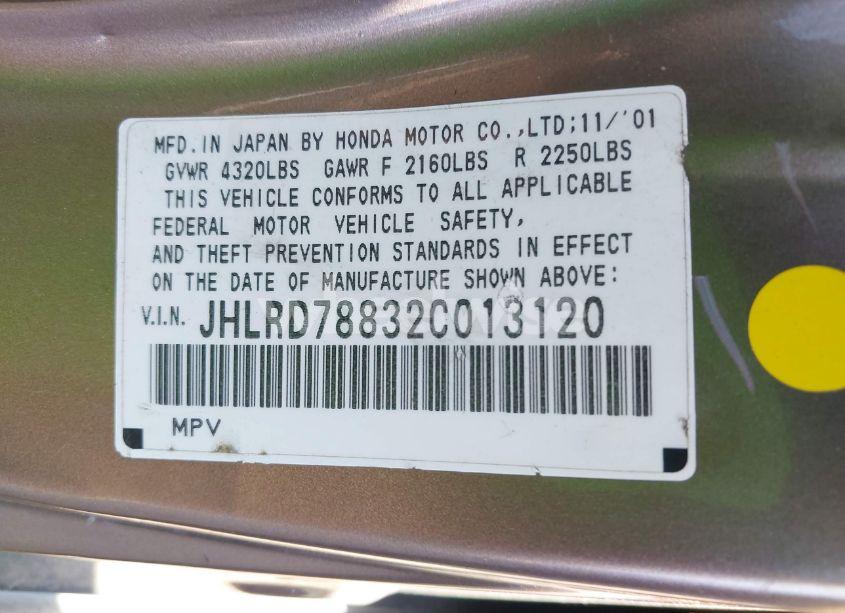 MFD.IN JAPAN BY HONDA MOTOR CO.,LTD;11/'01
GVWR 4320LBS GAWR F 2160LBS R 2250LBS
THIS VEHICLE CONFORMS TO ALL APPLICABLE
FEDERAL MOTOR VEHICLE SAFETY,
AND THEFT PREVENTION STANDARDS IN EFFECT
ON THE DATE OF MANUFACTURE SHOWN ABOVE:
V.I.N. JHLRD78832C013120
MPV